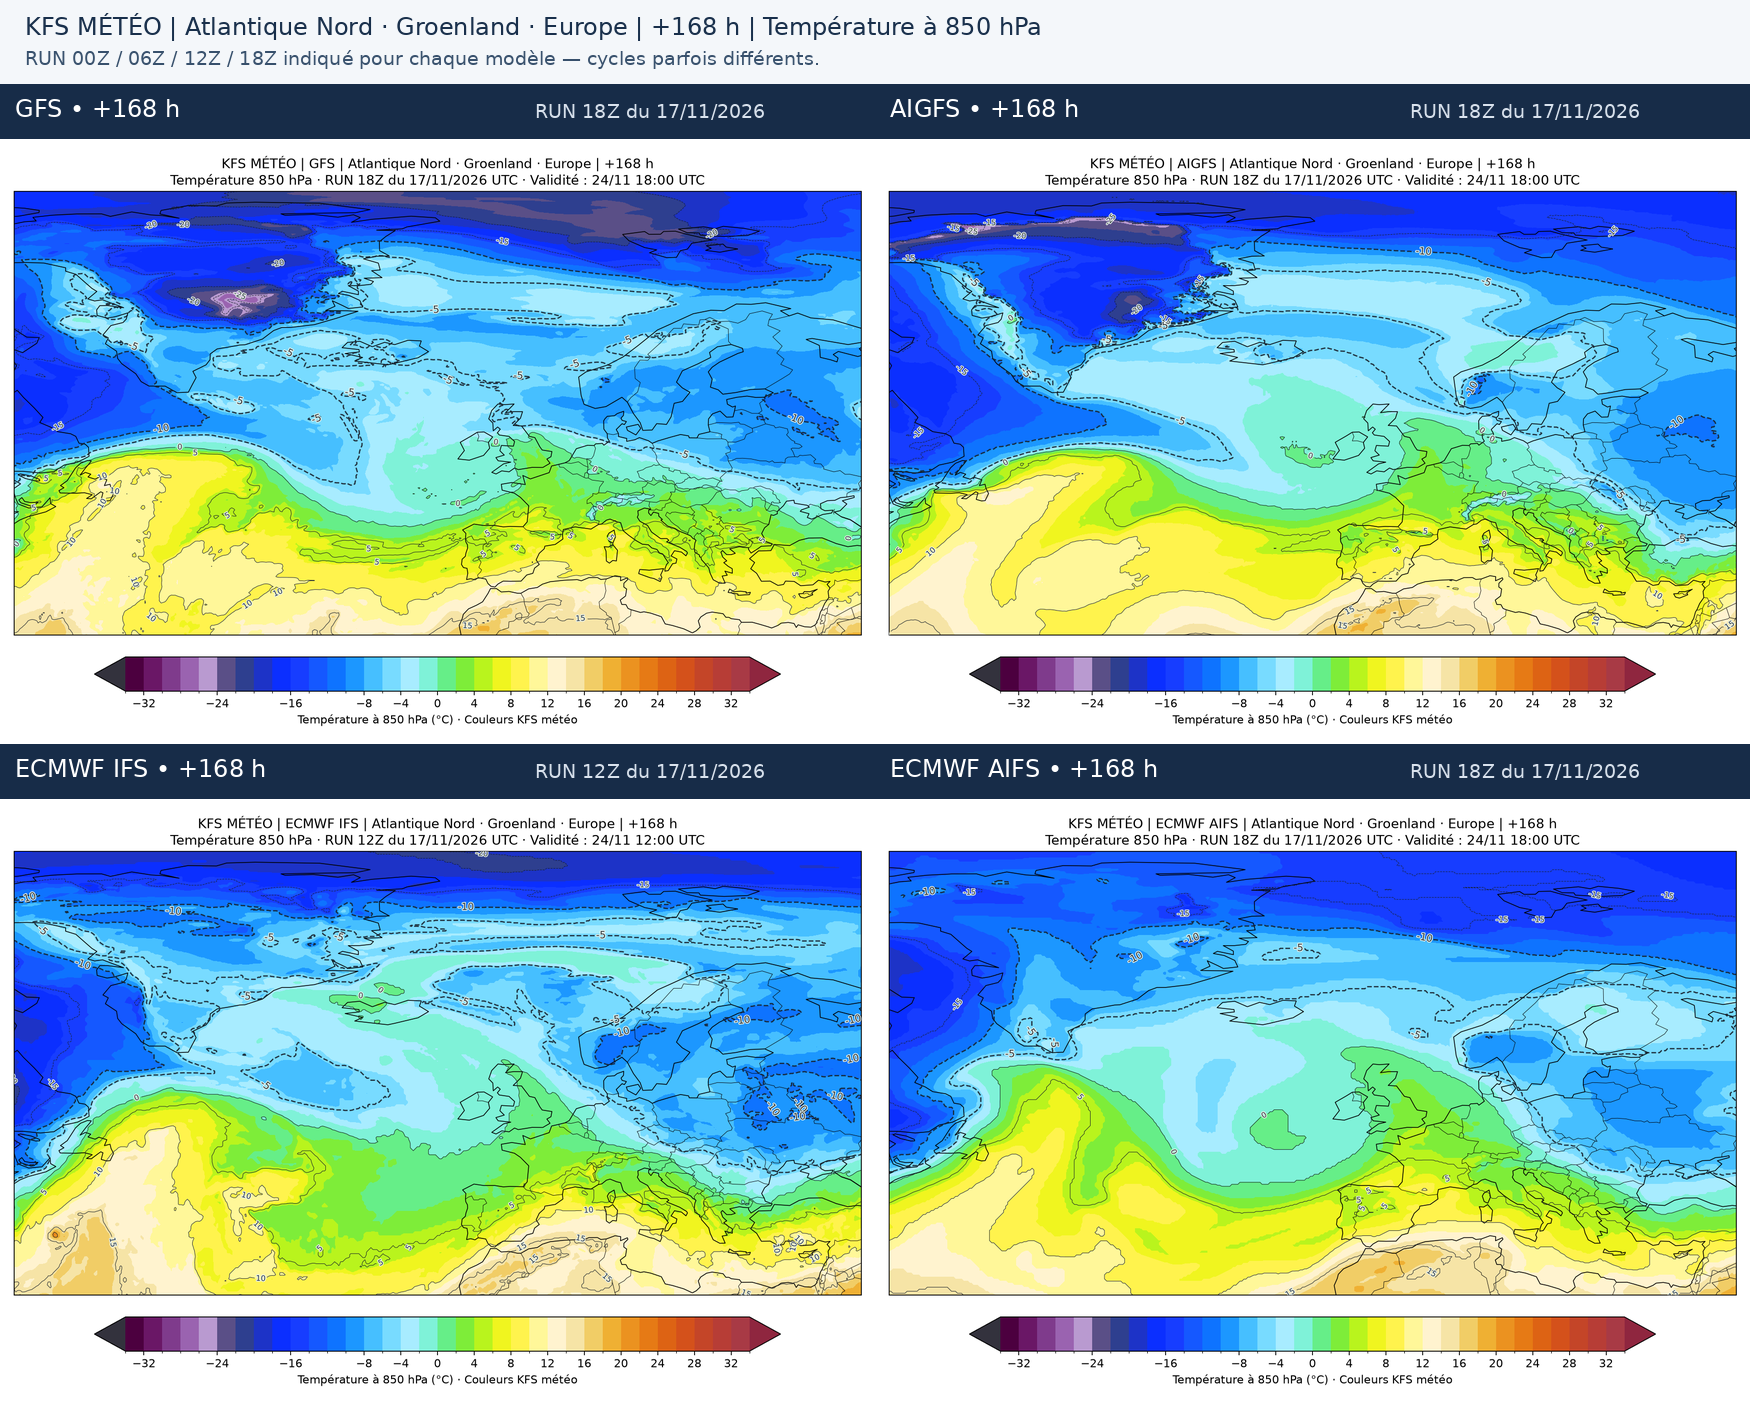 KFS MÉTÉO | Atlantique Nord · Groenland · Europe | +168 h | Température à 850 hPa
RUN 00Z / 06Z / 12Z / 18Z indiqué pour chaque modèle — cycles parfois différents.
GFS • +168 h
RUN 18Z du 17/11/2026
AIGFS • +168 h
RUN 18Z du 17/11/2026
KFS MÉTÉO | GFS | Atlantique Nord · Groenland · Europe | +168 h
Température 850 hPa · RUN 18Z du 17/11/2026 UTC · Validité : 24/11 18:00 UTC
KFS MÉTÉO | AIGFS | Atlantique Nord · Groenland · Europe | +168 h
Température 850 hPa · RUN 18Z du 17/11/2026 UTC · Validité : 24/11 18:00 UTC
−32 −24 −16 −8 −4 0 4 8 12 16 20 24 28 32
Température à 850 hPa (°C) · Couleurs KFS météo
−32 −24 −16 −8 −4 0 4 8 12 16 20 24 28 32
Température à 850 hPa (°C) · Couleurs KFS météo
ECMWF IFS • +168 h
RUN 12Z du 17/11/2026
ECMWF AIFS • +168 h
RUN 18Z du 17/11/2026
KFS MÉTÉO | ECMWF IFS | Atlantique Nord · Groenland · Europe | +168 h
Température 850 hPa · RUN 12Z du 17/11/2026 UTC · Validité : 24/11 12:00 UTC
KFS MÉTÉO | ECMWF AIFS | Atlantique Nord · Groenland · Europe | +168 h
Température 850 hPa · RUN 18Z du 17/11/2026 UTC · Validité : 24/11 18:00 UTC
−32 −24 −16 −8 −4 0 4 8 12 16 20 24 28 32
Température à 850 hPa (°C) · Couleurs KFS météo
−32 −24 −16 −8 −4 0 4 8 12 16 20 24 28 32
Température à 850 hPa (°C) · Couleurs KFS météo